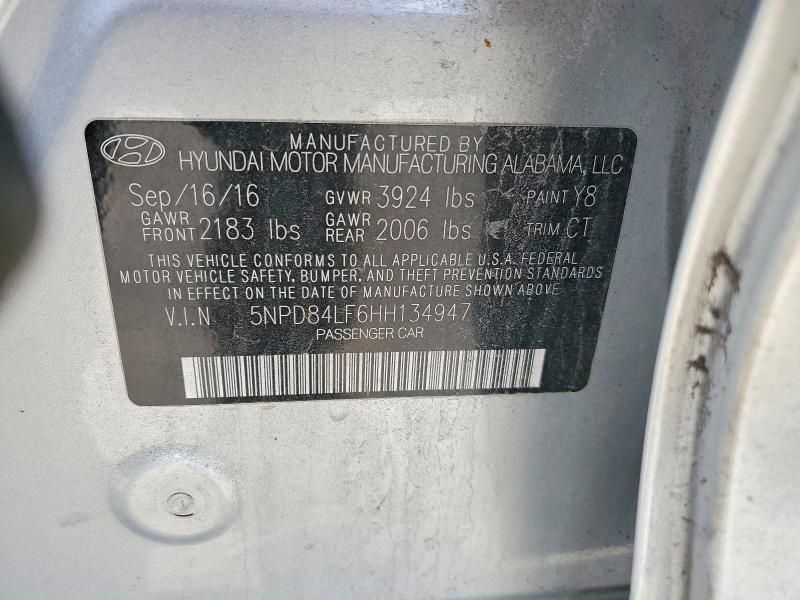 MANUFACTURED BY
HYUNDAI MOTOR MANUFACTURING ALABAMA, LLC
Sep/16/16 GVWR 3924 lbs PAINT Y8
GAWR FRONT 2183 lbs GAWR REAR 2006 lbs TRIM CT
THIS VEHICLE CONFORMS TO ALL APPLICABLE U.S.A. FEDERAL
MOTOR VEHICLE SAFETY, BUMPER, AND THEFT PREVENTION STANDARDS
IN EFFECT ON THE DATE OF MANUFACTURE SHOWN ABOVE
V.I.N 5NPD84LF6HH134947
PASSENGER CAR